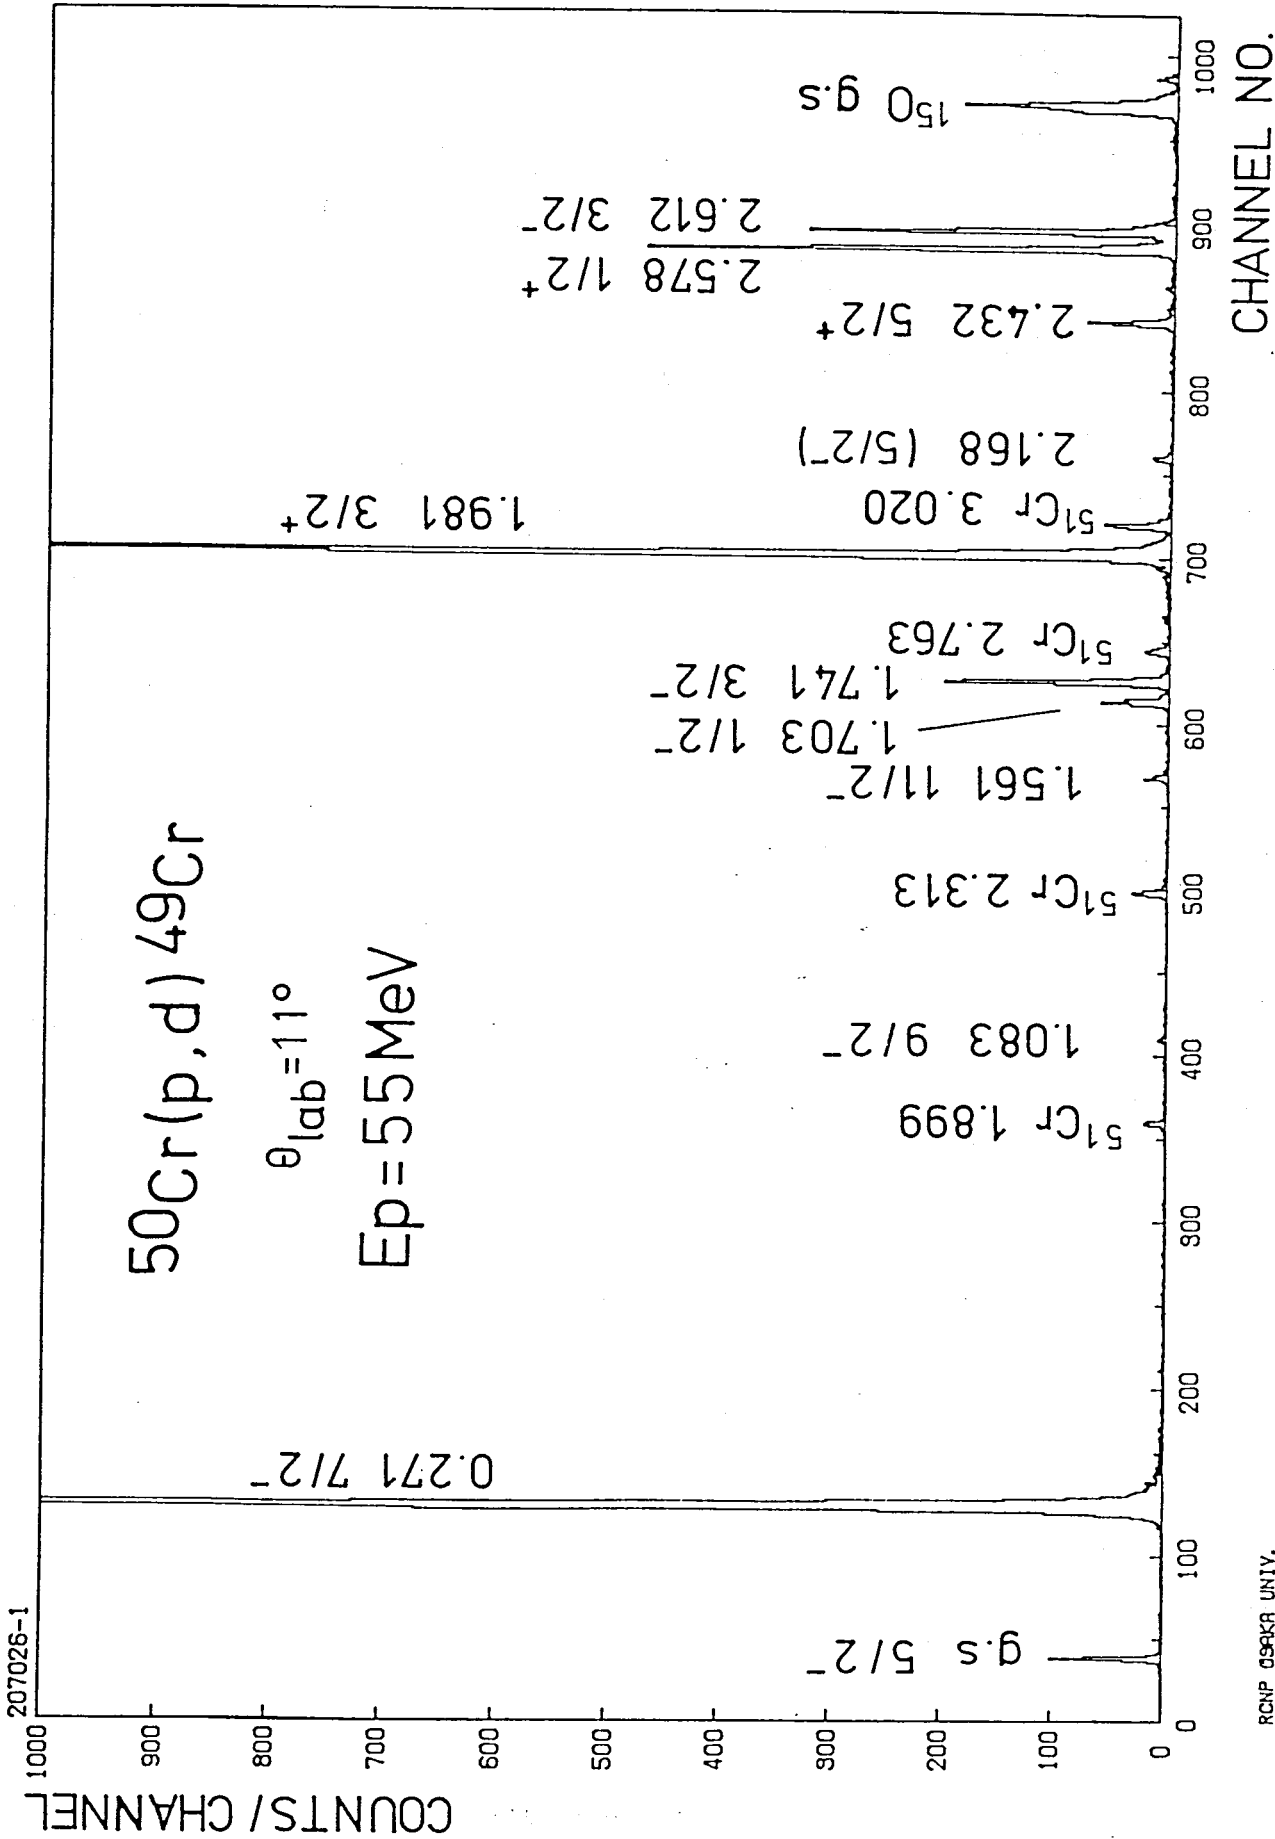 207026-1
COUNTS / CHANNEL
1000
900
800
700
600
500
400
300
200
100
0
⁵⁰Cr(p,d)⁴⁹Cr
θlab=11°
Ep=55MeV
g.s 5/2⁻
0.271 7/2⁻
⁵¹Cr 1.899
1.083 9/2⁻
⁵¹Cr 2.313
1.561 11/2⁻
1.703 1/2⁻
1.741 3/2⁻
⁵¹Cr 2.763
1.981 3/2⁺
⁵¹Cr 3.020
2.168 (5/2⁻)
2.432 5/2⁺
2.578 1/2⁺
2.612 3/2⁻
¹⁵O g.s
0
100
200
300
400
500
600
700
800
900
1000
CHANNEL NO.
RCNP OSAKA UNIV.